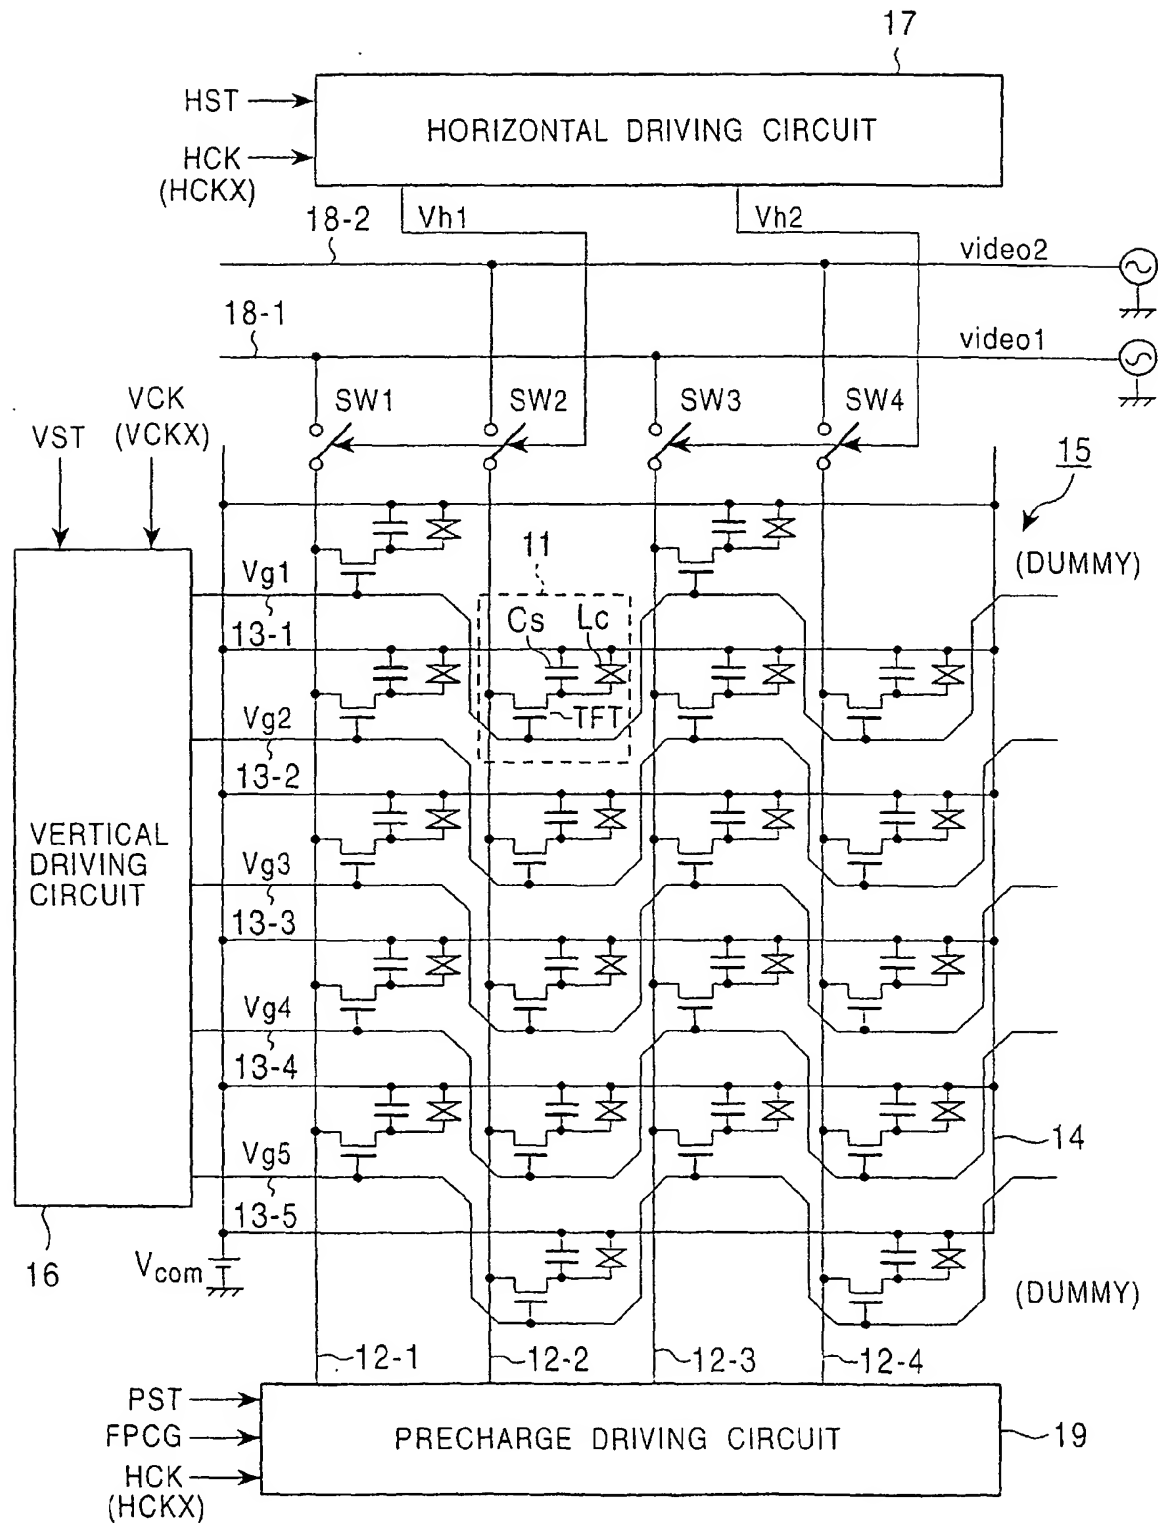 17
HST
HORIZONTAL DRIVING CIRCUIT
HCK
(HCKX)
Vh1
Vh2
18-2
video2
18-1
video1
SW1
SW2
SW3
SW4
VCK
(VCKX)
VST
15
(DUMMY)
11
Vg1
Cs
Lc
13-1
TFT
Vg2
13-2
VERTICAL
DRIVING
CIRCUIT
Vg3
13-3
Vg4
13-4
14
Vg5
13-5
16
Vcom
(DUMMY)
12-1
12-2
12-3
12-4
PST
FPCG
PRECHARGE DRIVING CIRCUIT
19
HCK
(HCKX)